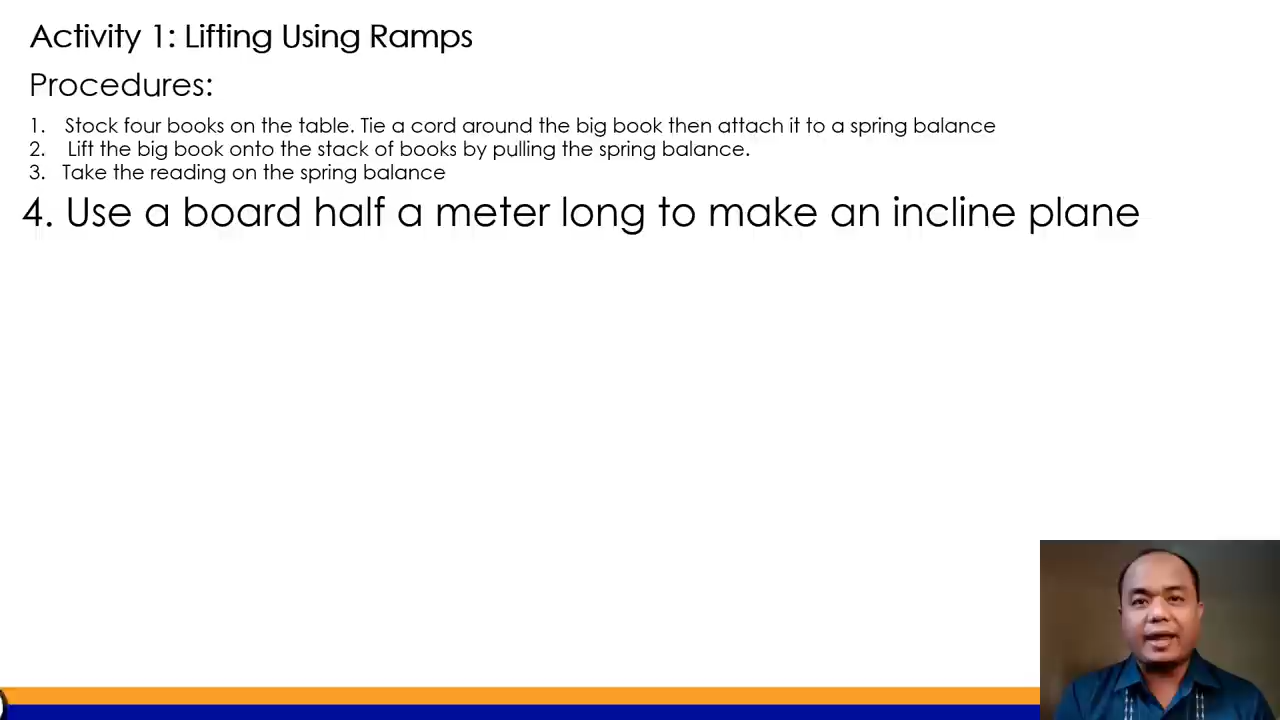 Activity 1: Lifting Using Ramps
Procedures:
1. Stock four books on the table. Tie a cord around the big book then attach it to a spring balance
2. Lift the big book onto the stack of books by pulling the spring balance.
3. Take the reading on the spring balance
4. Use a board half a meter long to make an incline plane